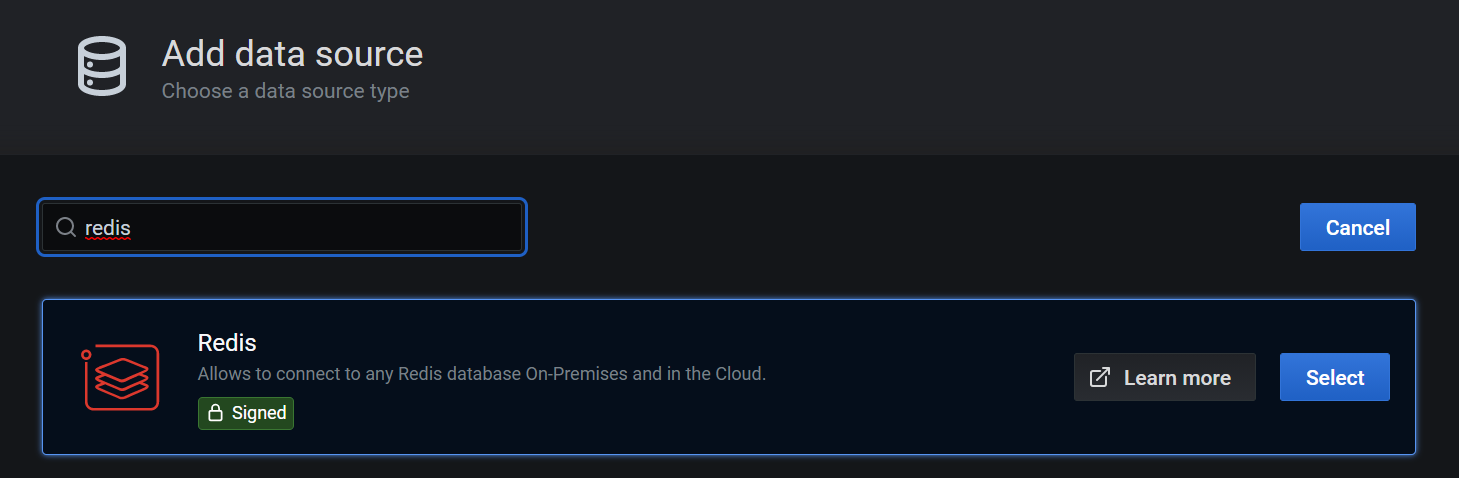 Add data source
Choose a data source type
redis
Cancel
Redis
Allows to connect to any Redis database On-Premises and in the Cloud.
Signed
Learn more
Select